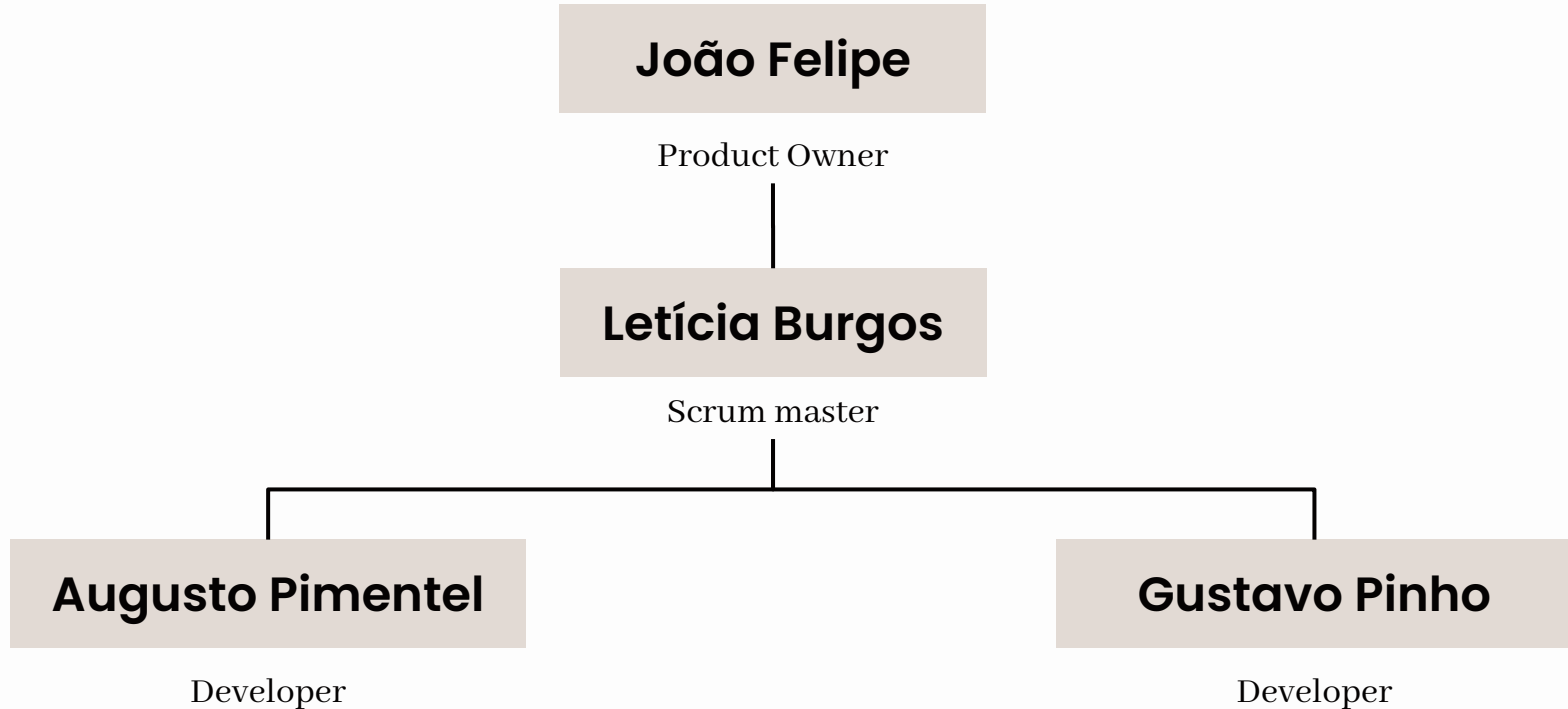 João Felipe
Product Owner
Letícia Burgos
Scrum master
Augusto Pimentel
Developer
Gustavo Pinho
Developer